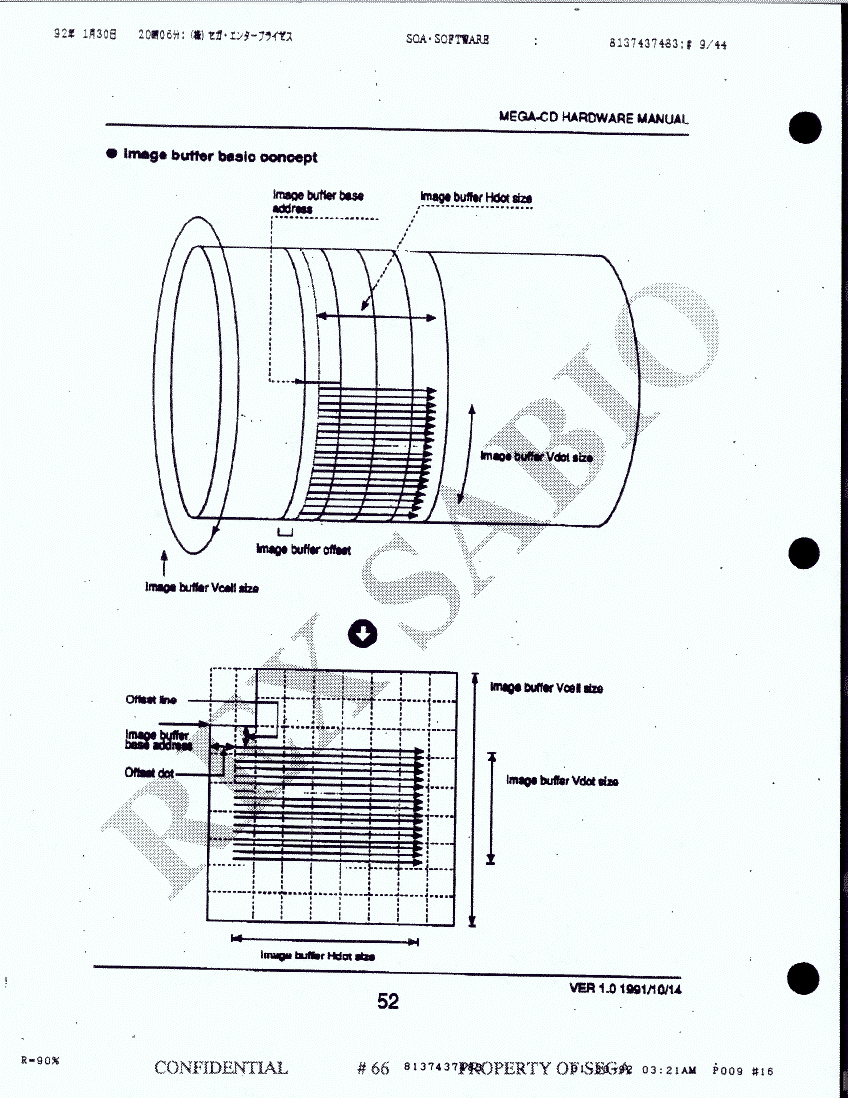 92年 1月30日 20時06分: (株) セガ・エンタープライゼス SOA・SOFTWARE : 8137437483;# 9/44
MEGA-CD HARDWARE MANUAL
● Image buffer basic concept
Image buffer base
address
Image buffer Hdot size
Image buffer Vdot size
Image buffer offset
Image buffer Vcell size
Offset line
Image buffer Vcell size
Image buffer
base address
Offset dot
Image buffer Vdot size
Image buffer Hdot size
VER 1.0 1991/10/14
52
R=90%
CONFIDENTIAL #66 PROPERTY OF SEGA 03:21AM P009 #16
SABIO